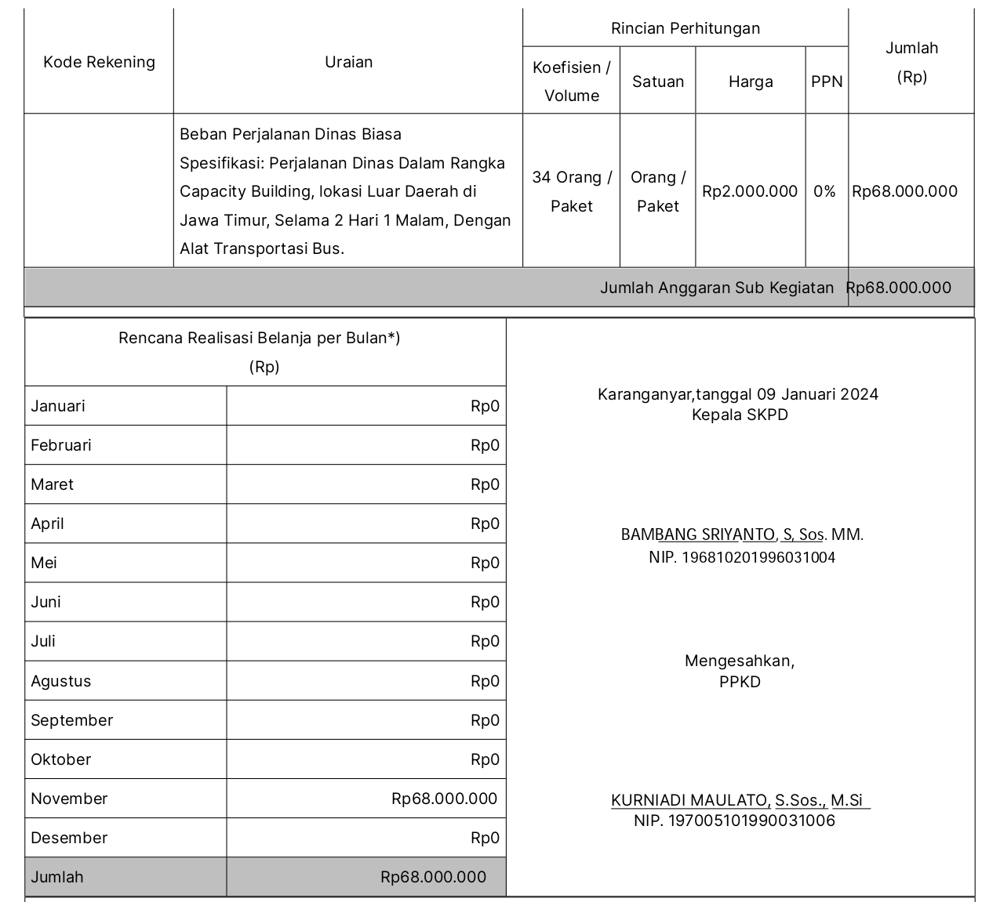 Kode Rekening
Uraian
Rincian Perhitungan
Jumlah
(Rp)
Koefisien /
Volume
Satuan
Harga
PPN
Beban Perjalanan Dinas Biasa
Spesifikasi: Perjalanan Dinas Dalam Rangka
Capacity Building, lokasi Luar Daerah di
Jawa Timur, Selama 2 Hari 1 Malam, Dengan
Alat Transportasi Bus.
34 Orang /
Paket
Orang /
Paket
Rp2.000.000
0%
Rp68.000.000
Jumlah Anggaran Sub Kegiatan Rp68.000.000
Rencana Realisasi Belanja per Bulan*)
(Rp)
Januari Rp0
Februari Rp0
Maret Rp0
April Rp0
Mei Rp0
Juni Rp0
Juli Rp0
Agustus Rp0
September Rp0
Oktober Rp0
November Rp68.000.000
Desember Rp0
Jumlah Rp68.000.000
Karanganyar,tanggal 09 Januari 2024
Kepala SKPD
BAMBANG SRIYANTO, S, Sos. MM.
NIP. 196810201996031004
Mengesahkan,
PPKD
KURNIADI MAULATO, S.Sos., M.Si
NIP. 197005101990031006